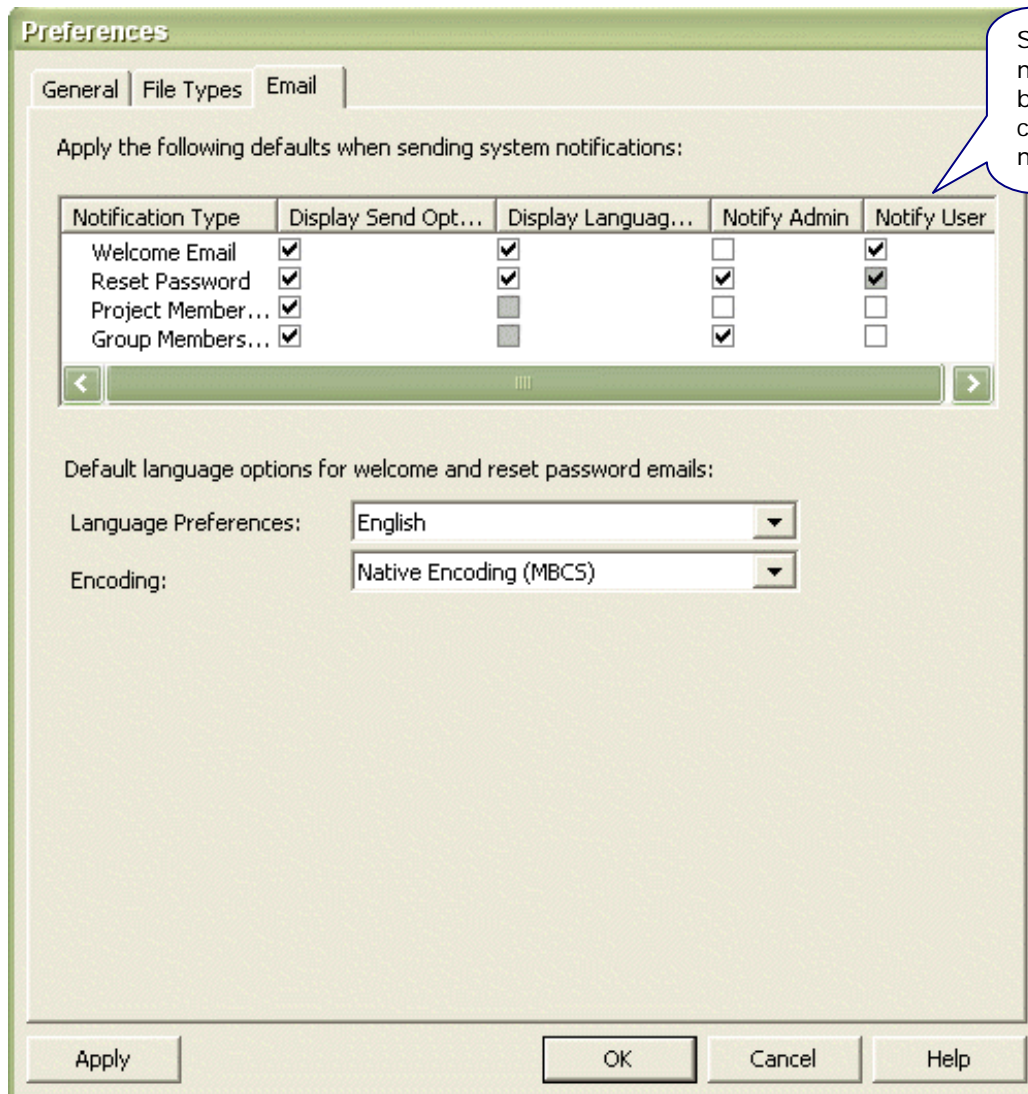 Preferences
General File Types Email
Apply the following defaults when sending system notifications:
Notification Type Display Send Opt... Display Languag... Notify Admin Notify User
Welcome Email
Reset Password
Project Member...
Group Members...
Default language options for welcome and reset password emails:
Language Preferences: English
Encoding: Native Encoding (MBCS)
Apply OK Cancel Help